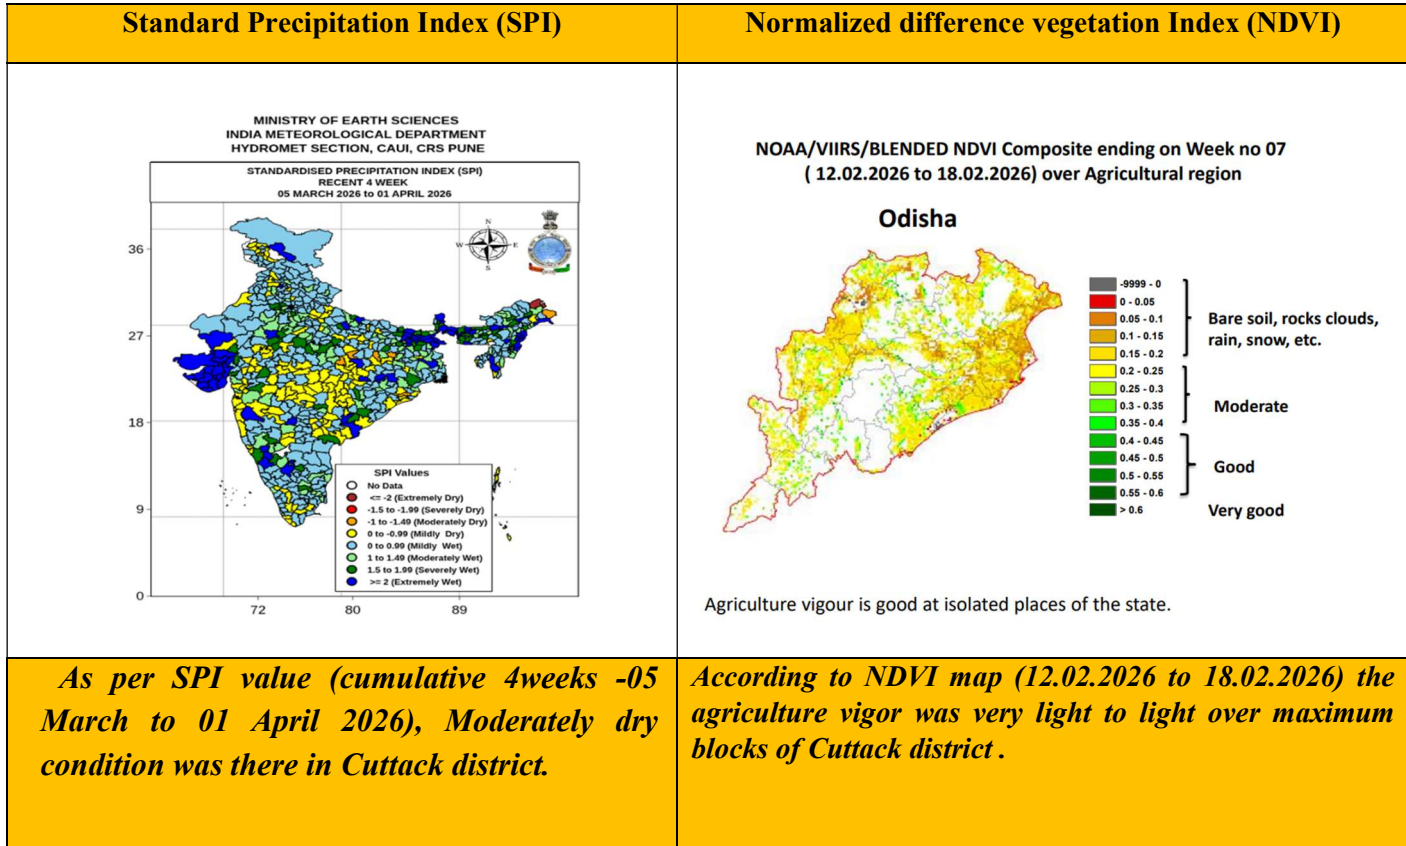 Standard Precipitation Index (SPI)
Normalized difference vegetation Index (NDVI)
MINISTRY OF EARTH SCIENCES
INDIA METEOROLOGICAL DEPARTMENT
HYDROMET SECTION, CAUI, CRS PUNE
STANDARDISED PRECIPITATION INDEX (SPI)
RECENT 4 WEEK
05 MARCH 2026 to 01 APRIL 2026
N
W
E
S
36
27
18
9
0
72
80
89
SPI Values
No Data
<= -2 (Extremely Dry)
-1.5 to -1.99 (Severely Dry)
-1 to -1.49 (Moderately Dry)
0 to -0.99 (Mildly Dry)
0 to 0.99 (Mildly Wet)
1 to 1.49 (Moderately Wet)
1.5 to 1.99 (Severely Wet)
>= 2 (Extremely Wet)
NOAA/VIIRS/BLENDED NDVI Composite ending on Week no 07
( 12.02.2026 to 18.02.2026) over Agricultural region
Odisha
-9999 - 0
0 - 0.05
0.05 - 0.1
0.1 - 0.15
0.15 - 0.2
0.2 - 0.25
0.25 - 0.3
0.3 - 0.35
0.35 - 0.4
0.4 - 0.45
0.45 - 0.5
0.5 - 0.55
0.55 - 0.6
> 0.6
Bare soil, rocks clouds,
rain, snow, etc.
Moderate
Good
Very good
Agriculture vigour is good at isolated places of the state.
As per SPI value (cumulative 4weeks -05
March to 01 April 2026), Moderately dry
condition was there in Cuttack district.
According to NDVI map (12.02.2026 to 18.02.2026) the
agriculture vigor was very light to light over maximum
blocks of Cuttack district .